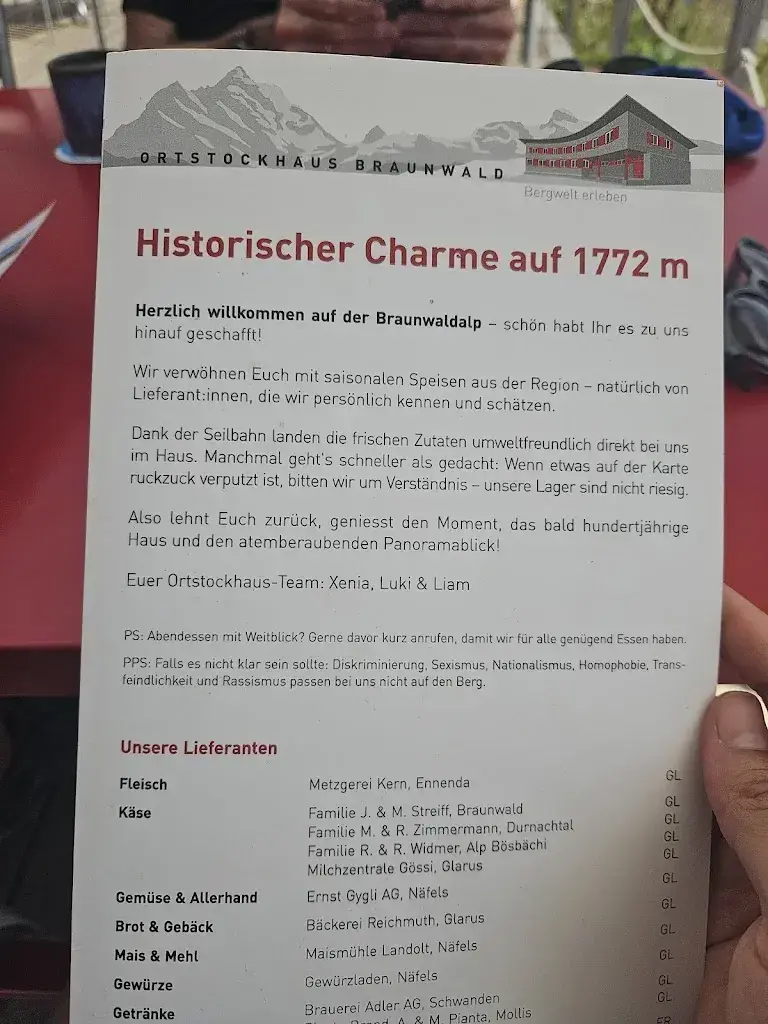 ORTSTOCKHAUS BRAUNWALD
Bergwelt erleben
Historischer Charme auf 1772 m
Herzlich willkommen auf der Braunwaldalp – schön habt Ihr es zu uns
hinauf geschafft!
Wir verwöhnen Euch mit saisonalen Speisen aus der Region – natürlich von
Lieferant:innen, die wir persönlich kennen und schätzen.
Dank der Seilbahn landen die frischen Zutaten umweltfreundlich direkt bei uns
im Haus. Manchmal geht's schneller als gedacht: Wenn etwas auf der Karte
ruckzuck verputzt ist, bitten wir um Verständnis – unsere Lager sind nicht riesig.
Also lehnt Euch zurück, geniesst den Moment, das bald hundertjährige
Haus und den atemberaubenden Panoramablick!
Euer Ortstockhaus-Team: Xenia, Luki & Liam
PS: Abendessen mit Weitblick? Gerne davor kurz anrufen, damit wir für alle genügend Essen haben.
PPS: Falls es nicht klar sein sollte: Diskriminierung, Sexismus, Nationalismus, Homophobie, Trans-
feindlichkeit und Rassismus passen bei uns nicht auf den Berg.
Unsere Lieferanten
Fleisch Metzgerei Kern, Ennenda GL
Käse Familie J. & M. Streiff, Braunwald GL
Familie M. & R. Zimmermann, Durnachtal GL
Familie R. & R. Widmer, Alp Bösbächi GL
Milchzentrale Gössi, Glarus GL
Gemüse & Allerhand Ernst Gygli AG, Näfels GL
Brot & Gebäck Bäckerei Reichmuth, Glarus GL
Mais & Mehl Maismühle Landolt, Näfels GL
Gewürze Gewürzladen, Näfels GL
Getränke Brauerei Adler AG, Schwanden GL
A. & M. Pianta, Mollis